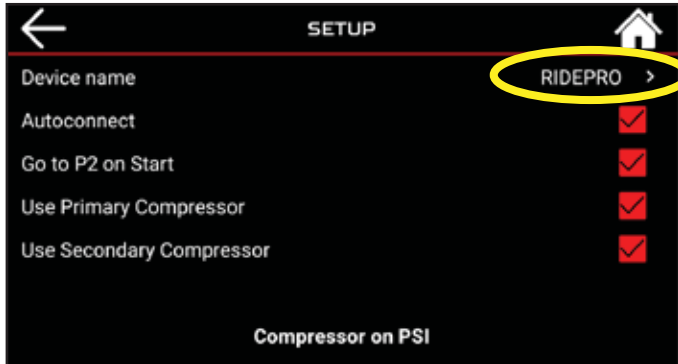 SETUP
Device name RIDEPRO >
Autoconnect
Go to P2 on Start
Use Primary Compressor
Use Secondary Compressor
Compressor on PSI